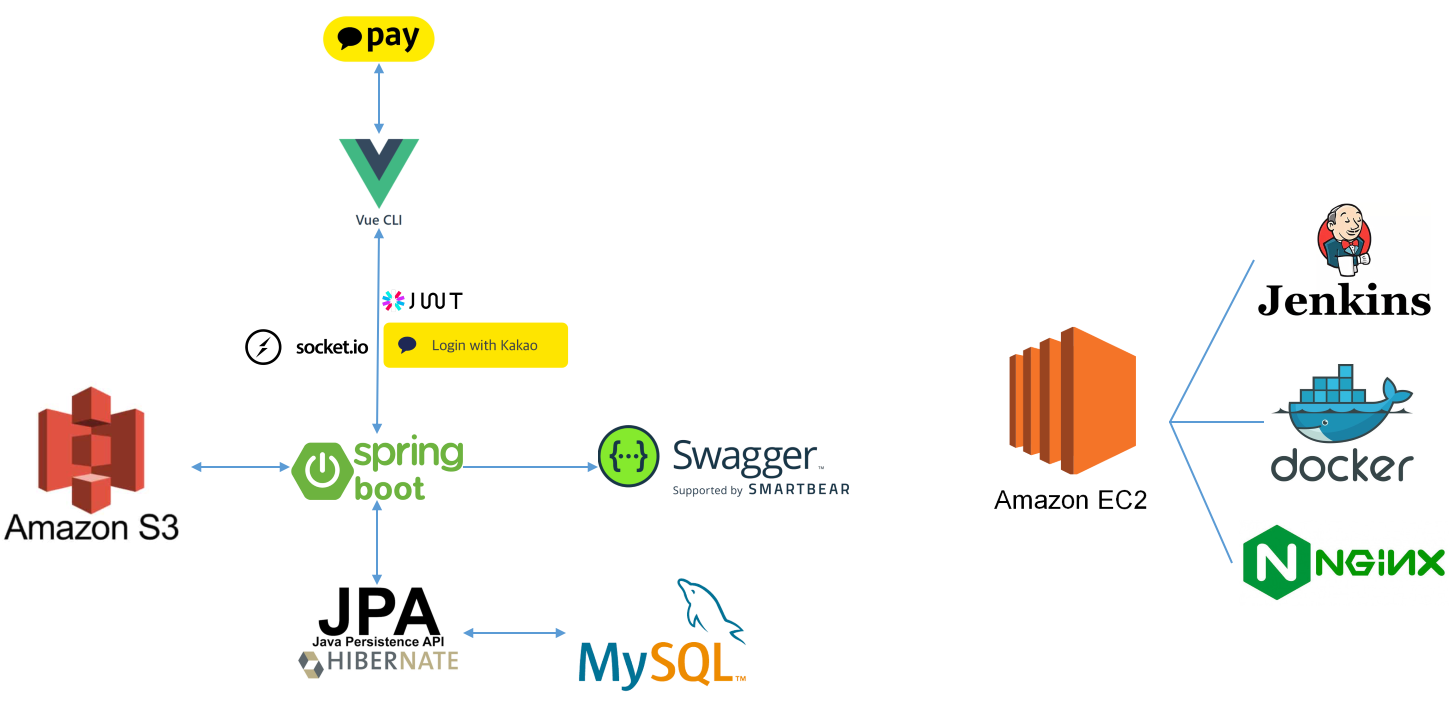 pay
Vue CLI
JWT
socket.io
Login with Kakao
Amazon S3
spring
boot
{···}
Swagger™
Supported by SMARTBEAR
JPA
Java Persistence API
HIBERNATE
MySQL™
Amazon EC2
Jenkins
docker
N NGiNX